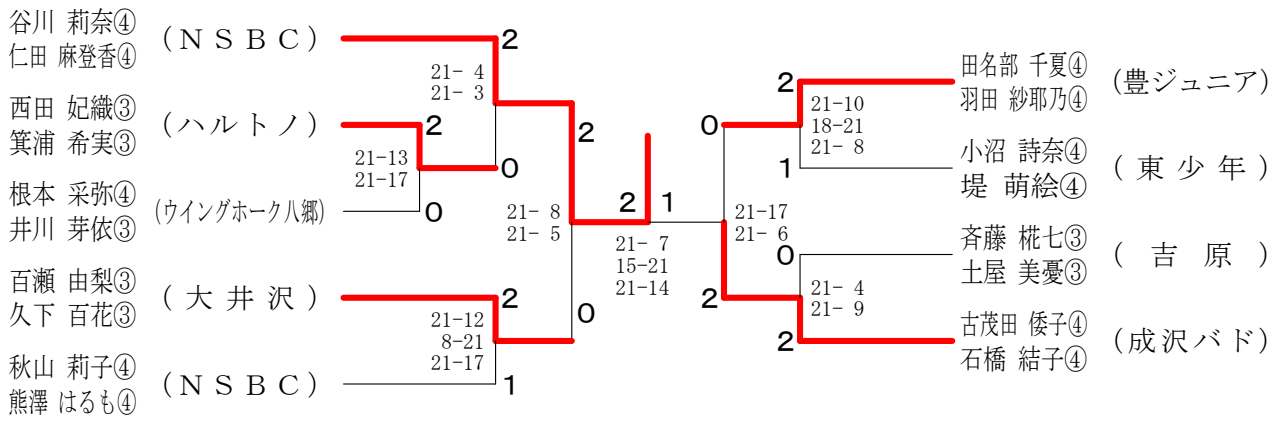 谷川 莉奈④
仁田 麻登香④
(ＮＳＢＣ)
西田 妃織③
箕浦 希実③
(ハルトノ)
根本 采弥④
井川 芽依③
(ウイングホーク八郷)
百瀬 由梨③
久下 百花③
(大井沢)
秋山 莉子④
熊澤 はるも④
(ＮＳＢＣ)
2
21- 4
21- 3
0
2
21-13
21-17
0
2
21- 8
21- 5
0
2
21-12
8-21
21-17
1
2 1
21- 7
15-21
21-14
0
21-17
21- 6
2
2
21-10
18-21
21- 8
1
0
21- 4
21- 9
2
田名部 千夏④
羽田 紗耶乃④
(豊ジュニア)
小沼 詩奈④
堤 萌絵④
(東少年)
斉藤 椛七③
土屋 美憂③
(吉原)
古茂田 倭子④
石橋 結子④
(成沢バド)